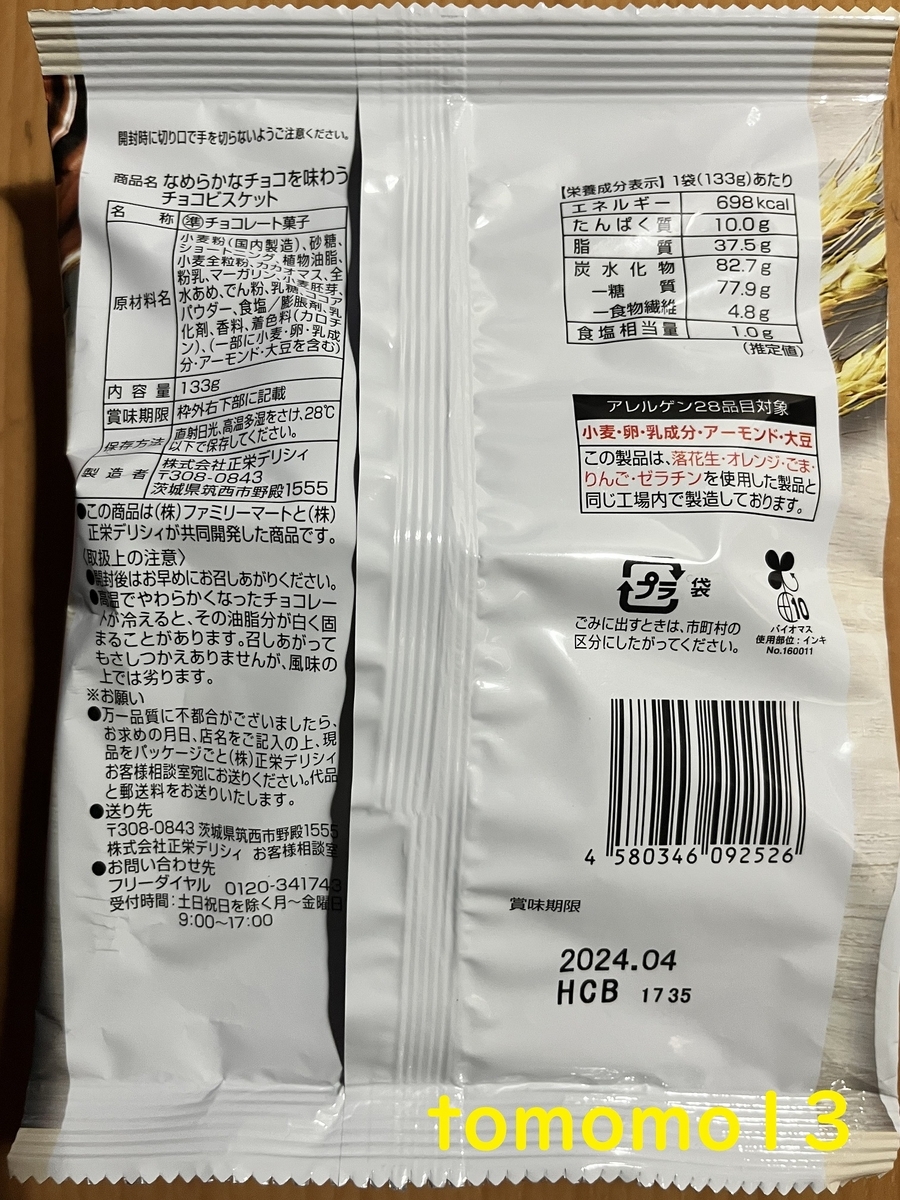 開封時に切り口で手を切らないようご注意ください。
商品名 なめらかなチョコを味わう
チョコビスケット
名称 準チョコレート菓子
原材料名 小麦粉(国内製造)、砂糖、
ショートニング、植物油脂、
小麦全粒粉、カカオマス、全
粉乳、マーガリン、小麦胚芽、
水あめ、でん粉、乳糖、ココア
パウダー、食塩/膨脹剤、乳
化剤、香料、着色料(カロチ
ン)、(一部に小麦・卵・乳成
分・アーモンド・大豆を含む)
内容量 133g
賞味期限 枠外右下部に記載
保存方法 直射日光、高温多湿をさけ、28℃
以下で保存してください。
製造者 株式会社正栄デリシィ
〒308-0843
茨城県筑西市野殿1555
●この商品は(株)ファミリーマートと(株)
正栄デリシィが共同開発した商品です。
〈取扱上の注意〉
●開封後はお早めにお召しあがりください。
●高温でやわらかくなったチョコレー
トが冷えると、その油脂分が白く固
まることがあります。召しあがって
もさしつかえありませんが、風味の
上では劣ります。
※お願い
●万一品質に不都合がございましたら、
お求めの月日、店名をご記入の上、現
品をパッケージごと(株)正栄デリシィ
お客様相談室宛にお送りください。代品
と郵送料をお送りいたします。
●送り先
〒308-0843 茨城県筑西市野殿1555
株式会社正栄デリシィ お客様相談室
●お問い合わせ先
フリーダイヤル 0120-341743
受付時間:土日祝日を除く月〜金曜日
9:00〜17:00
【栄養成分表示】1袋(133g)あたり
エネルギー 698kcal
たんぱく質 10.0g
脂質 37.5g
炭水化物 82.7g
ー糖質 77.9g
ー食物繊維 4.8g
食塩相当量 1.0g
(推定値)
アレルゲン28品目対象
小麦・卵・乳成分・アーモンド・大豆
この製品は、落花生・オレンジ・ごま・
りんご・ゼラチンを使用した製品と
同じ工場内で製造しております。
プラ 袋
ごみに出すときは、市町村の
区分にしたがってください。
10
バイオマス
使用部位:インキ
No.160011
4 580346 092526
賞味期限
2024.04
HCB 1735
tomomo13